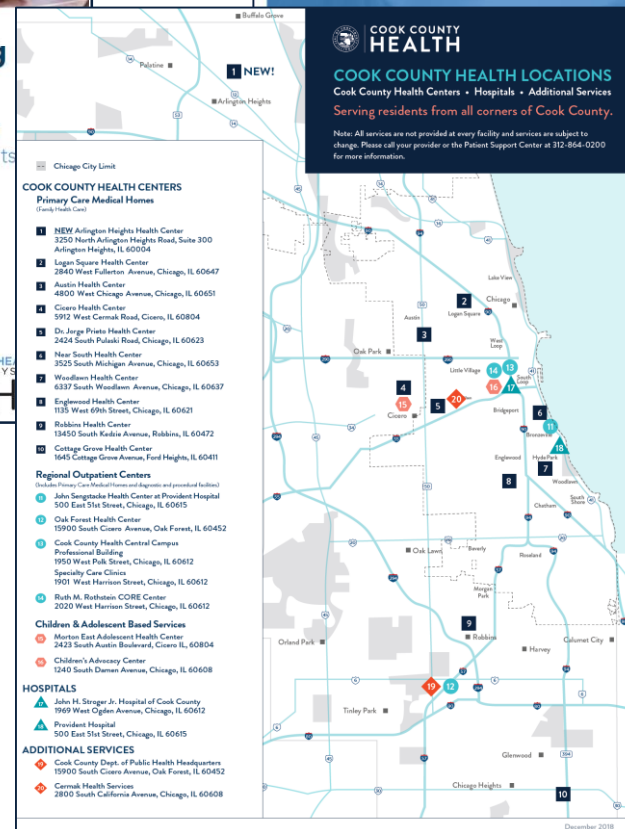 COOK COUNTY
HEALTH
COOK COUNTY HEALTH LOCATIONS
Cook County Health Centers • Hospitals • Additional Services
Serving residents from all corners of Cook County.
Note: All services are not provided at every facility and services are subject to
change. Please call your provider or the Patient Support Center at 312-864-0200
for more information.
Buffalo Grove
Palatine
1 NEW!
Arlington Heights
Chicago City Limit
COOK COUNTY HEALTH CENTERS
Primary Care Medical Homes
(Family Health Care)
1 NEW Arlington Heights Health Center
3250 North Arlington Heights Road, Suite 300
Arlington Heights, IL 60004
2 Logan Square Health Center
2840 West Fullerton Avenue, Chicago, IL 60647
3 Austin Health Center
4800 West Chicago Avenue, Chicago, IL 60651
4 Cicero Health Center
5912 West Cermak Road, Cicero, IL 60804
5 Dr. Jorge Prieto Health Center
2424 South Pulaski Road, Chicago, IL 60623
6 Near South Health Center
3525 South Michigan Avenue, Chicago, IL 60653
7 Woodlawn Health Center
6337 South Woodlawn Avenue, Chicago, IL 60637
8 Englewood Health Center
1135 West 69th Street, Chicago, IL 60621
9 Robbins Health Center
13450 South Kedzie Avenue, Robbins, IL 60472
10 Cottage Grove Health Center
1645 Cottage Grove Avenue, Ford Heights, IL 60411
Regional Outpatient Centers
(Includes Primary Care Medical Homes and diagnostic and procedural facilities)
11 John Sengstacke Health Center at Provident Hospital
500 East 51st Street, Chicago, IL 60615
12 Oak Forest Health Center
15900 South Cicero Avenue, Oak Forest, IL 60452
13 Cook County Health Central Campus
Professional Building
1950 West Polk Street, Chicago, IL 60612
Specialty Care Clinics
1901 West Harrison Street, Chicago, IL 60612
14 Ruth M. Rothstein CORE Center
2020 West Harrison Street, Chicago, IL 60612
Children & Adolescent Based Services
15 Morton East Adolescent Health Center
2423 South Austin Boulevard, Cicero IL, 60804
16 Children's Advocacy Center
1240 South Damen Avenue, Chicago, IL 60608
HOSPITALS
17 John H. Stroger Jr. Hospital of Cook County
1969 West Ogden Avenue, Chicago, IL 60612
18 Provident Hospital
500 East 51st Street, Chicago, IL 60615
ADDITIONAL SERVICES
19 Cook County Dept. of Public Health Headquarters
15900 South Cicero Avenue, Oak Forest, IL 60452
20 Cermak Health Services
2800 South California Avenue, Chicago, IL 60608
Lake View
2
Logan Square
Chicago
Austin
3
West
Loop
Oak Park
Little Village
14 13
South
Loop
16 17
4
15
Cicero
5
20
Bridgeport
6
11
Bronzeville
18
Hyde Park
Englewood
7
8
Woodlawn
South
Shore
Chatham
Oak Lawn
Beverly
Roseland
Morgan
Park
9
Robbins
Orland Park
Harvey
Calumet City
19 12
Tinley Park
Glenwood
394
Chicago Heights
10
December 2018